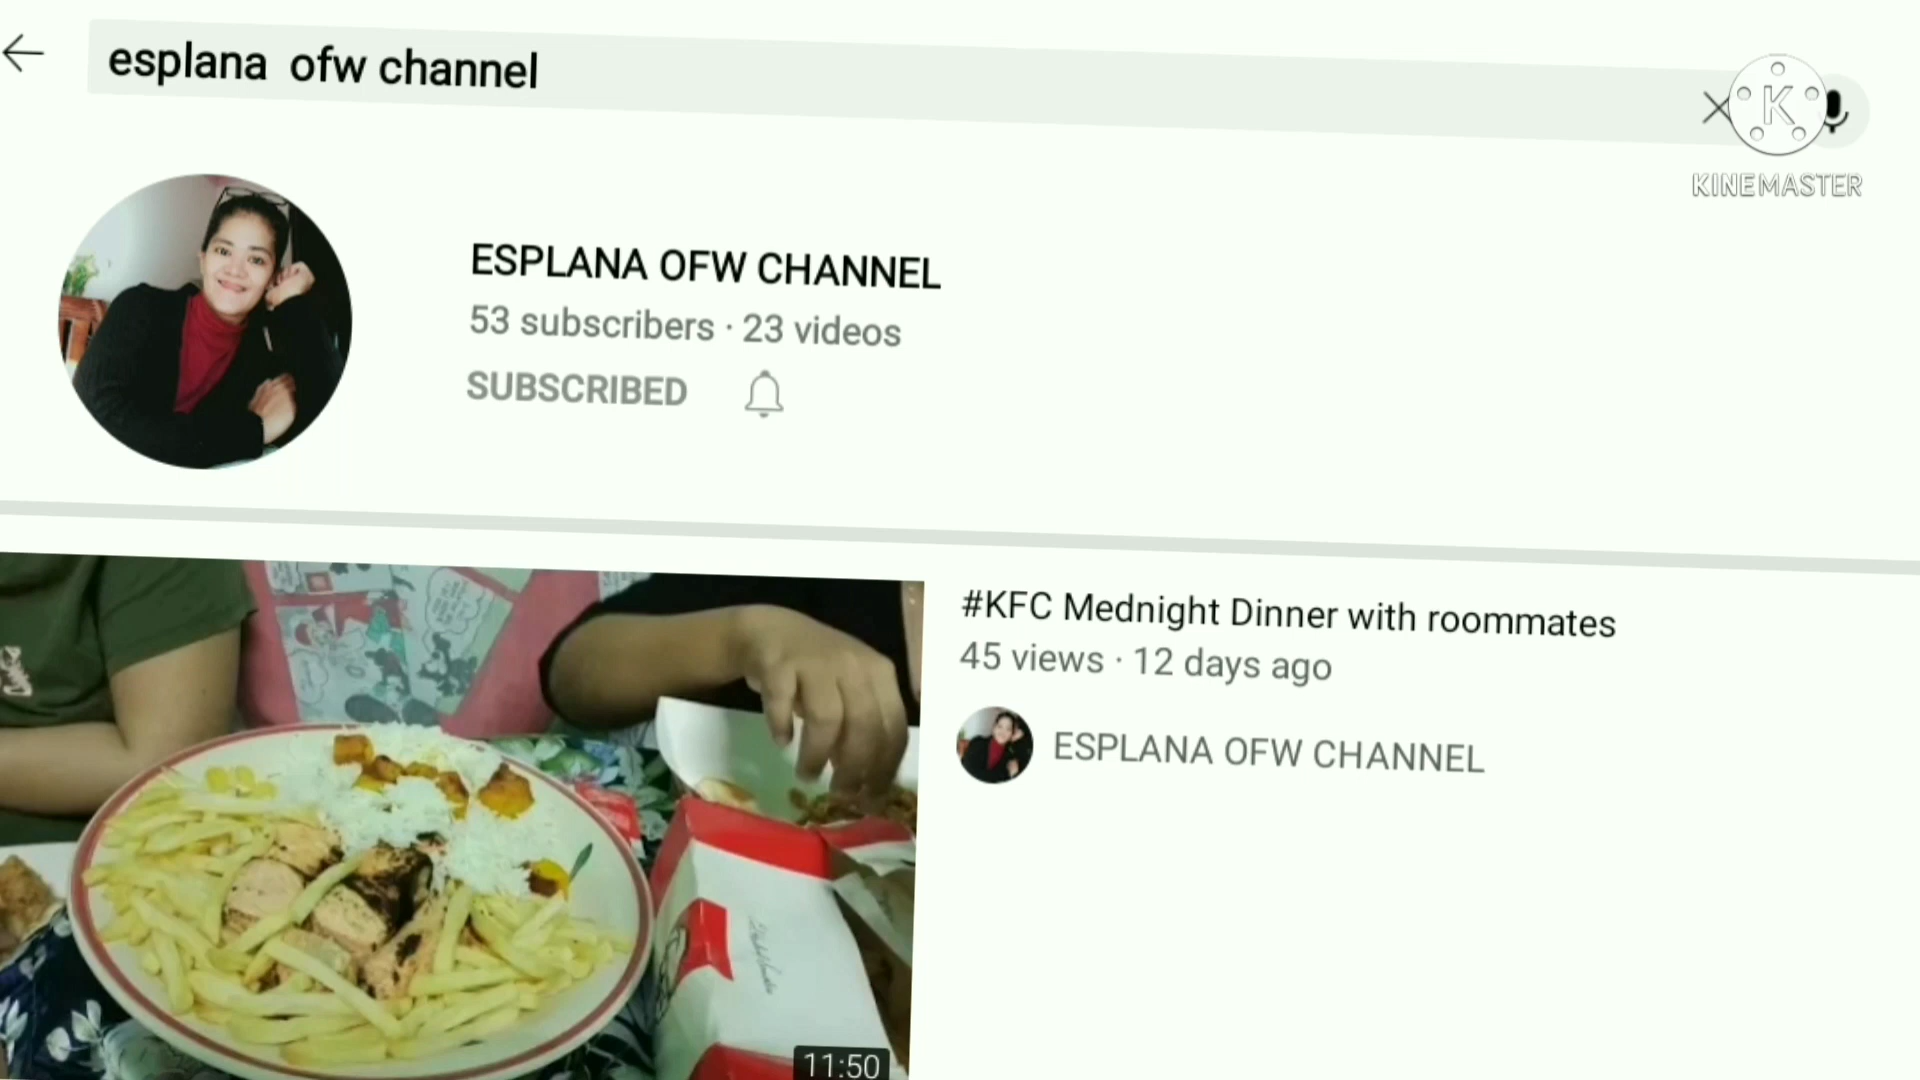 esplana ofw channel
KINEMASTER
ESPLANA OFW CHANNEL
53 subscribers · 23 videos
SUBSCRIBED
#KFC Mednight Dinner with roommates
45 views · 12 days ago
ESPLANA OFW CHANNEL
11:50